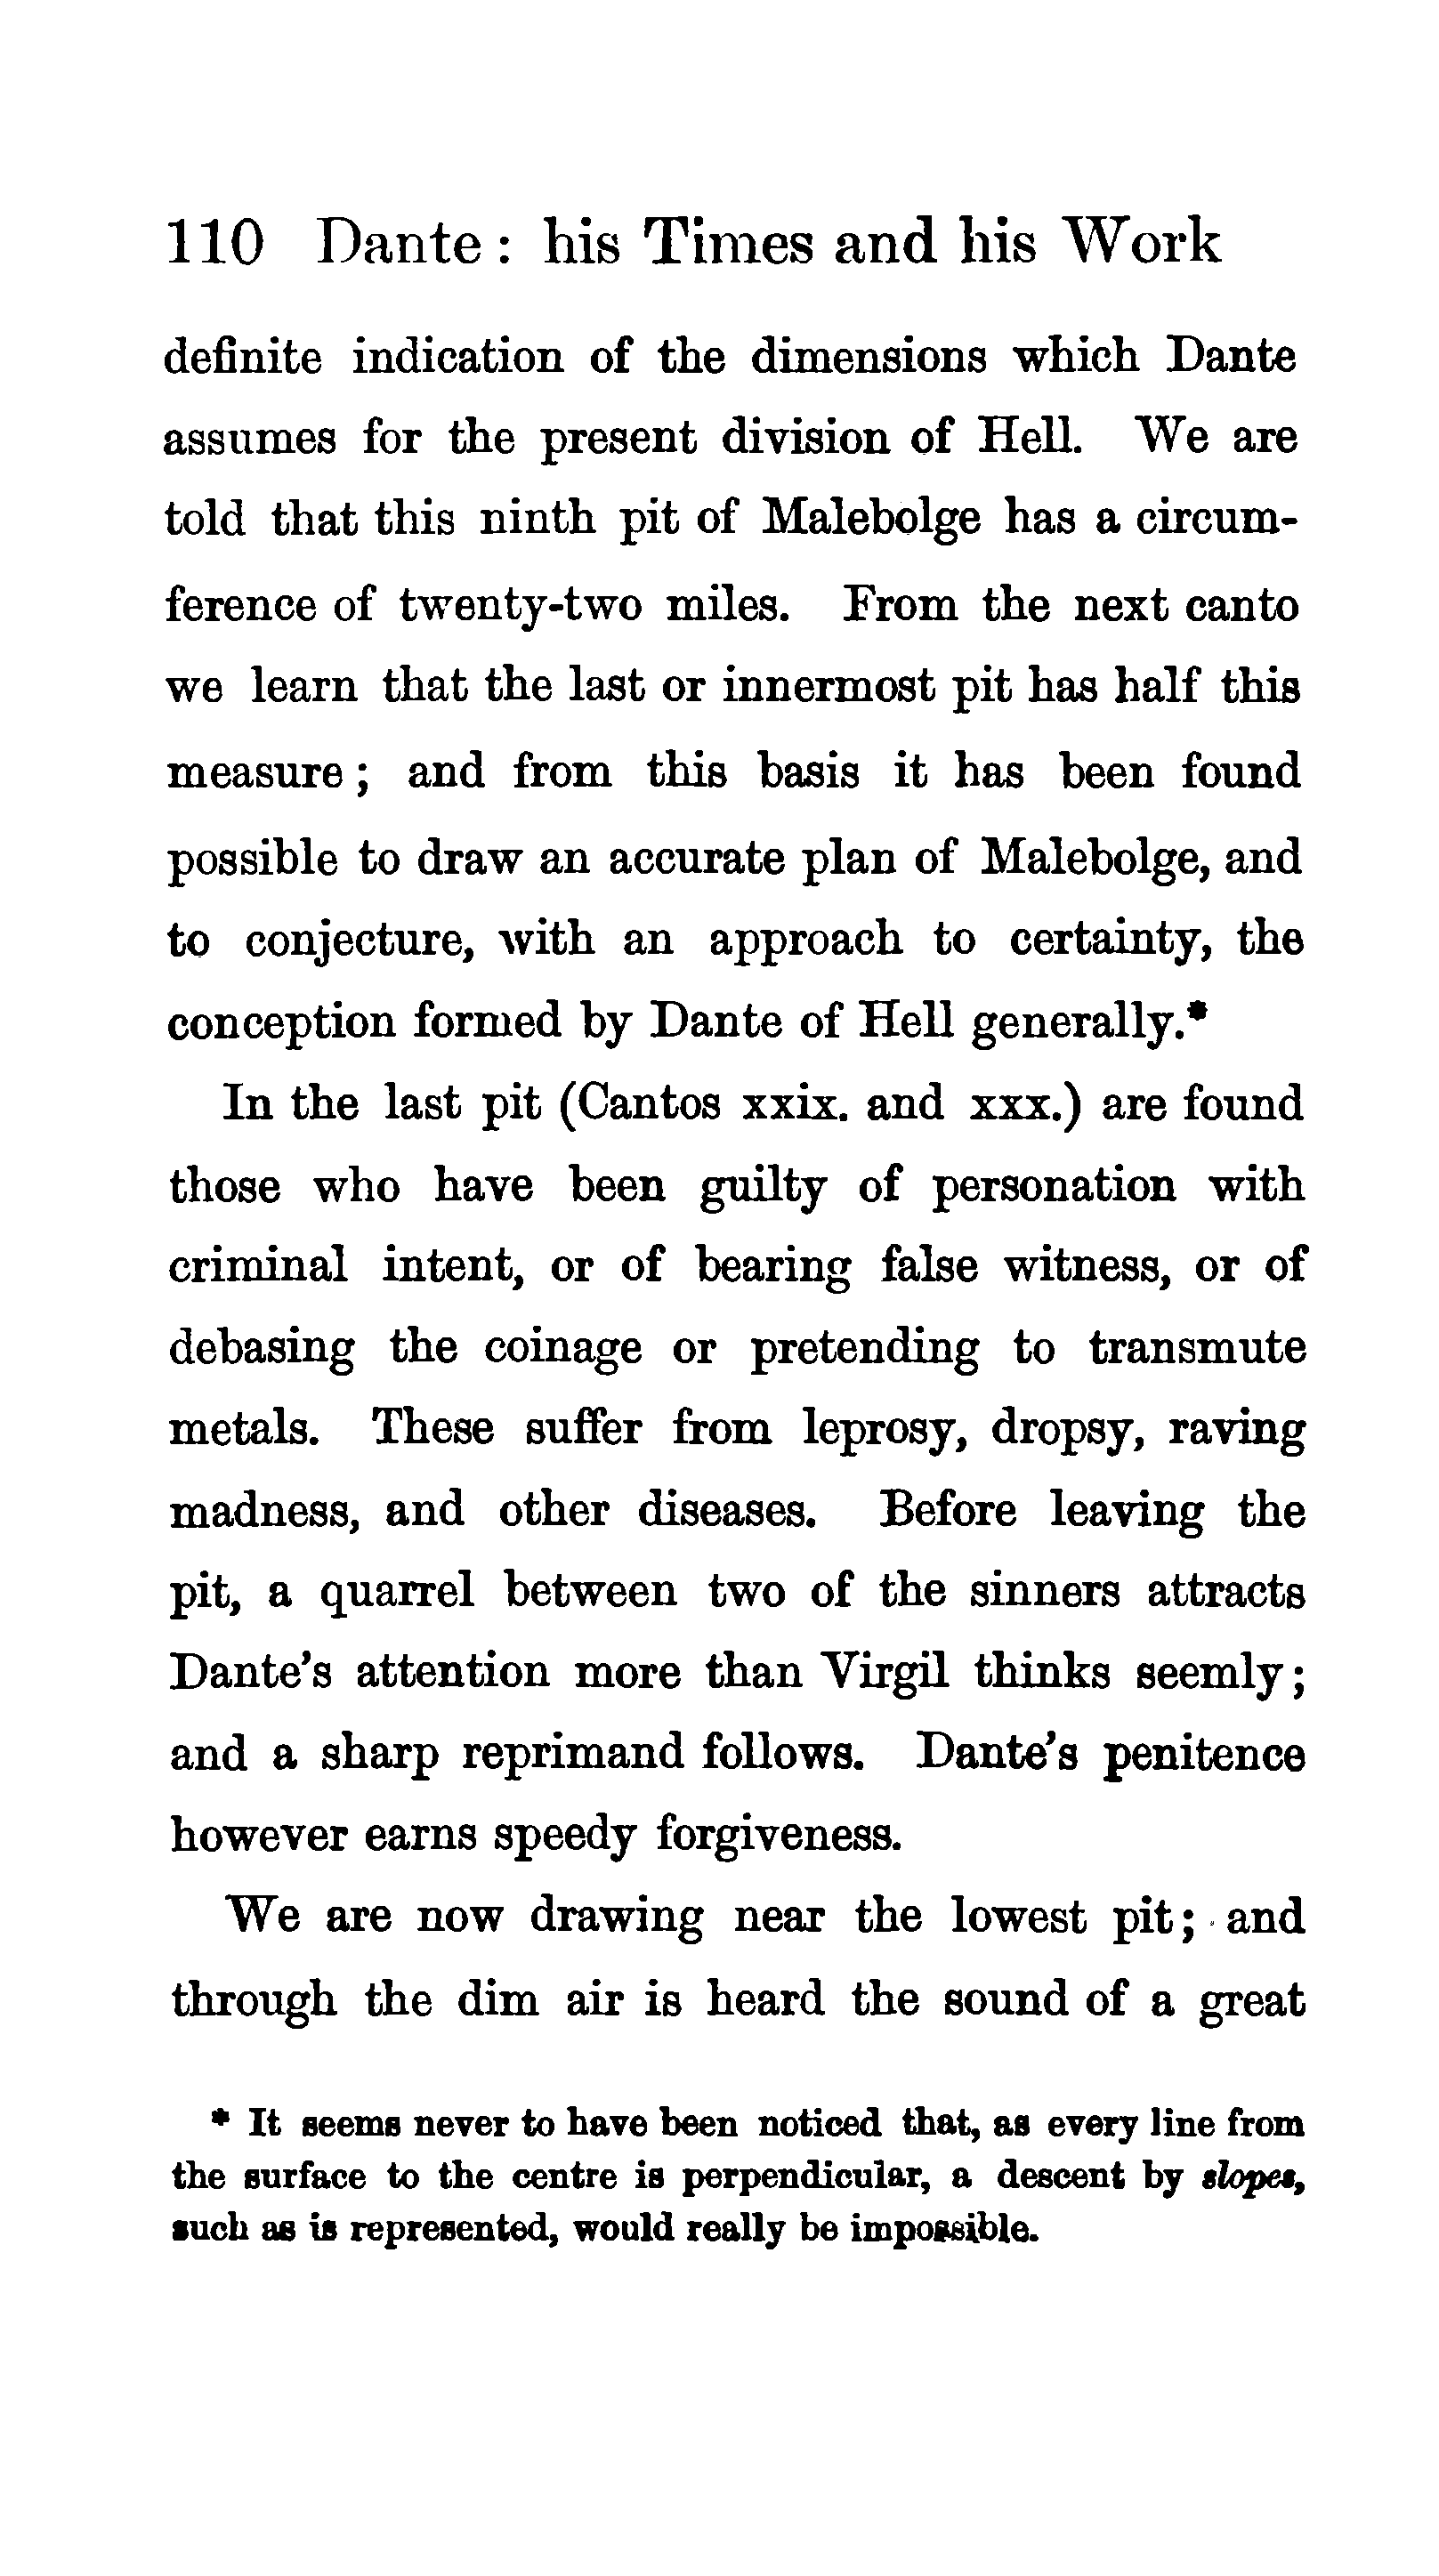 110 Dante : his Times and his Work
definite indication of the dimensions which Dante
assumes for the present division of Hell. We are
told that this ninth pit of Malebolge has a circum-
ference of twenty-two miles. From the next canto
we learn that the last or innermost pit has half this
measure ; and from this basis it has been found
possible to draw an accurate plan of Malebolge, and
to conjecture, with an approach to certainty, the
conception formed by Dante of Hell generally.*
In the last pit (Cantos xxix. and xxx.) are found
those who have been guilty of personation with
criminal intent, or of bearing false witness, or of
debasing the coinage or pretending to transmute
metals. These suffer from leprosy, dropsy, raving
madness, and other diseases. Before leaving the
pit, a quarrel between two of the sinners attracts
Dante's attention more than Virgil thinks seemly;
and a sharp reprimand follows. Dante's penitence
however earns speedy forgiveness.
We are now drawing near the lowest pit; and
through the dim air is heard the sound of a great
* It seems never to have been noticed that, as every line from
the surface to the centre is perpendicular, a descent by slopes,
such as is represented, would really be impossible.